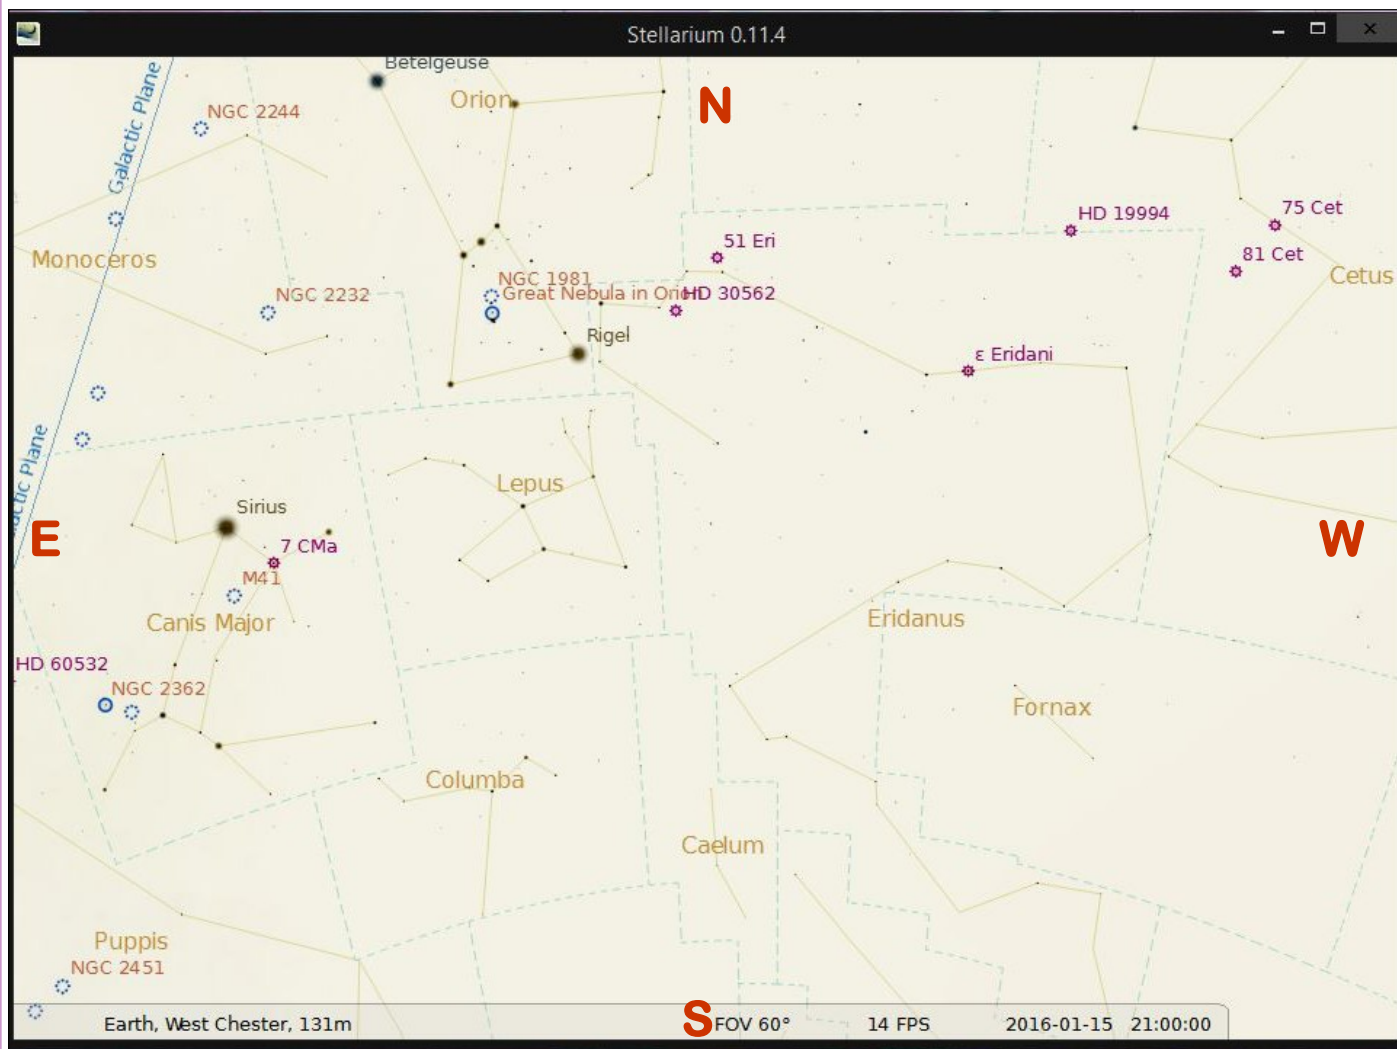 Stellarium 0.11.4
Betelgeuse
Galactic Plane
Orion
N
NGC 2244
HD 19994
75 Cet
51 Eri
81 Cet
Monoceros
Cetus
NGC 1981
NGC 2232
Great Nebula in Orion
HD 30562
Rigel
ε Eridani
actic Plane
Lepus
Sirius
E
W
7 CMa
M41
Canis Major
Eridanus
HD 60532
NGC 2362
Fornax
Columba
Caelum
Puppis
NGC 2451
Earth, West Chester, 131m
S
FOV 60°
14 FPS
2016-01-15 21:00:00